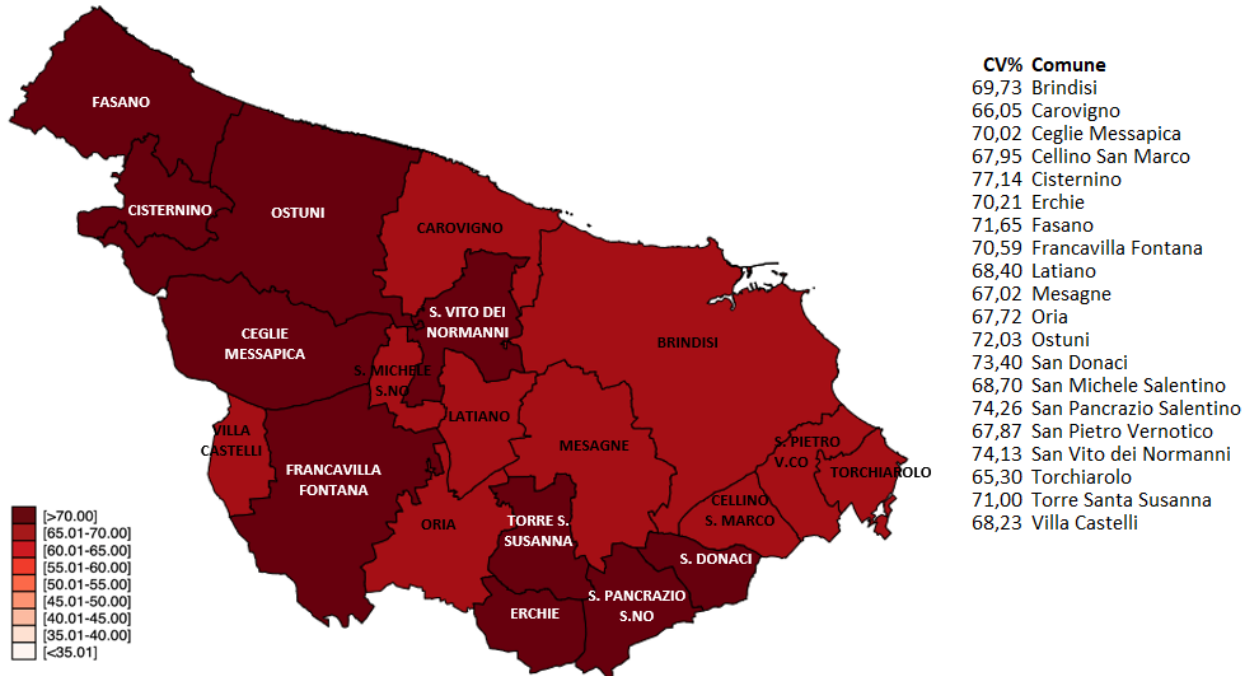 FASANO
CISTERNINO
OSTUNI
CAROVIGNO
S. VITO DEI
NORMANNI
CEGLIE
MESSAPICA
BRINDISI
S. MICHELE
S.NO
LATIANO
VILLA
CASTELLI
MESAGNE
S. PIETRO
V.CO
TORCHIAROLO
FRANCAVILLA
FONTANA
CELLINO
S. MARCO
ORIA
TORRE S.
SUSANNA
S. DONACI
S. PANCRAZIO
S.NO
ERCHIE
[>70.00]
[65.01-70.00]
[60.01-65.00]
[55.01-60.00]
[50.01-55.00]
[45.01-50.00]
[40.01-45.00]
[35.01-40.00]
[<35.01]
CV% Comune
69,73 Brindisi
66,05 Carovigno
70,02 Ceglie Messapica
67,95 Cellino San Marco
77,14 Cisternino
70,21 Erchie
71,65 Fasano
70,59 Francavilla Fontana
68,40 Latiano
67,02 Mesagne
67,72 Oria
72,03 Ostuni
73,40 San Donaci
68,70 San Michele Salentino
74,26 San Pancrazio Salentino
67,87 San Pietro Vernotico
74,13 San Vito dei Normanni
65,30 Torchiarolo
71,00 Torre Santa Susanna
68,23 Villa Castelli